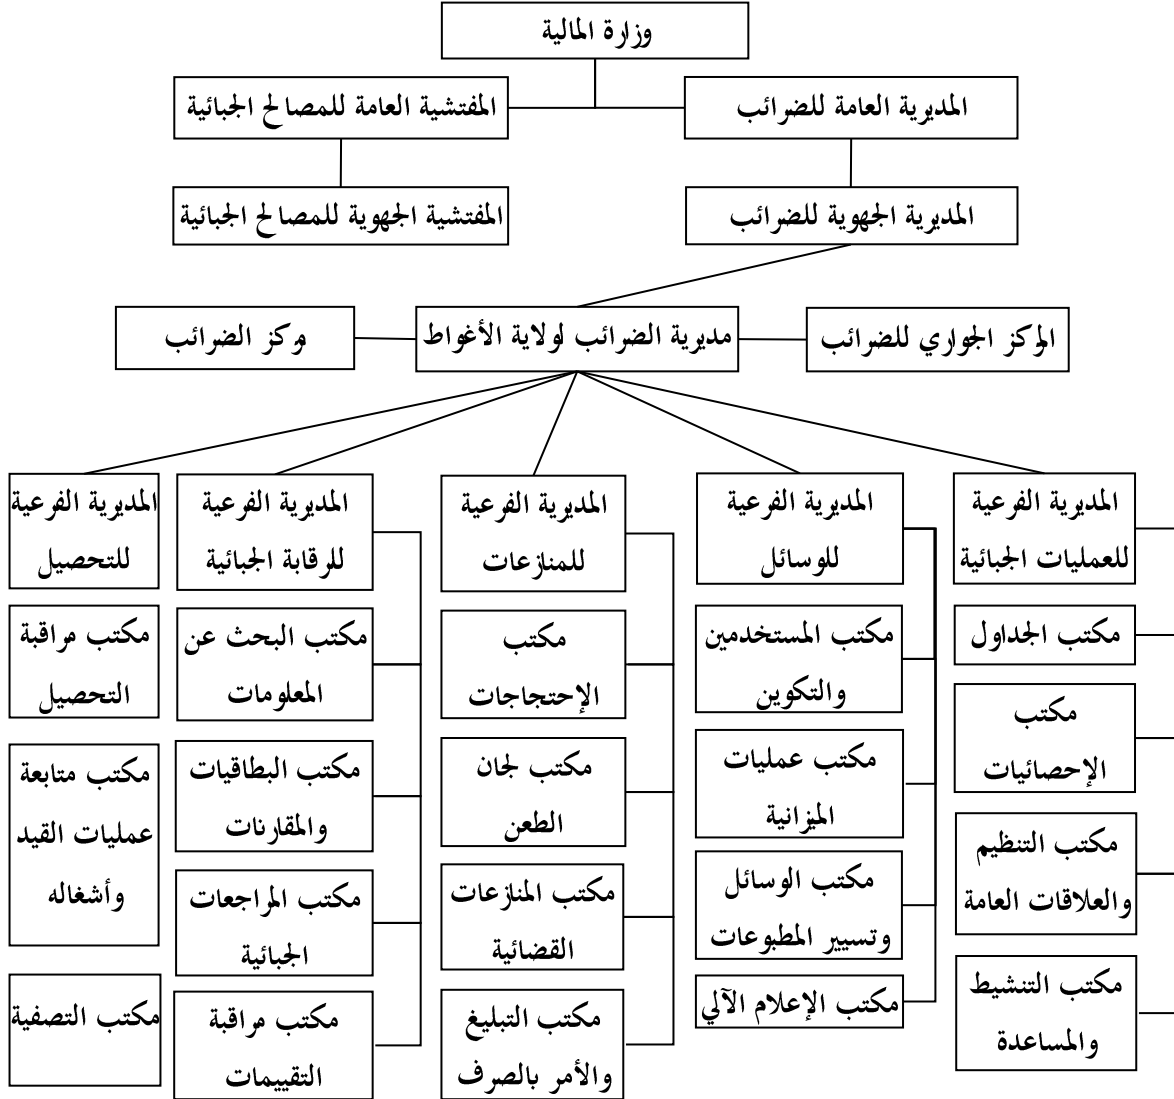 وزارة المالية
المديرية العامة للضرائب
المفتشية العامة للمصالح الجبائية
المديرية الجهوية للضرائب
المفتشية الجهوية للمصالح الجبائية
المركز الجواري للضرائب
مديرية الضرائب لولاية الأغواط
مركز الضرائب
المديرية الفرعية
للعمليات الجبائية
مكتب الجداول
مكتب
الإحصائيات
مكتب التنظيم
والعلاقات العامة
مكتب التنشيط
والمساعدة
المديرية الفرعية
للوسائل
مكتب المستخدمين
والتكوين
مكتب عمليات
الميزانية
مكتب الوسائل
وتسيير المطبوعات
مكتب الإعلام الآلي
المديرية الفرعية
للمنازعات
مكتب
الإحتجاجات
مكتب لجان
الطعن
مكتب المنازعات
القضائية
مكتب التبليغ
والأمر بالصرف
المديرية الفرعية
للرقابة الجبائية
مكتب البحث عن
المعلومات
مكتب البطاقيات
والمقارنات
مكتب المراجعات
الجبائية
مكتب مراقبة
التقييمات
المديرية الفرعية
للتحصيل
مكتب مراقبة
التحصيل
مكتب متابعة
عمليات القيد
وأشغاله
مكتب التصفية